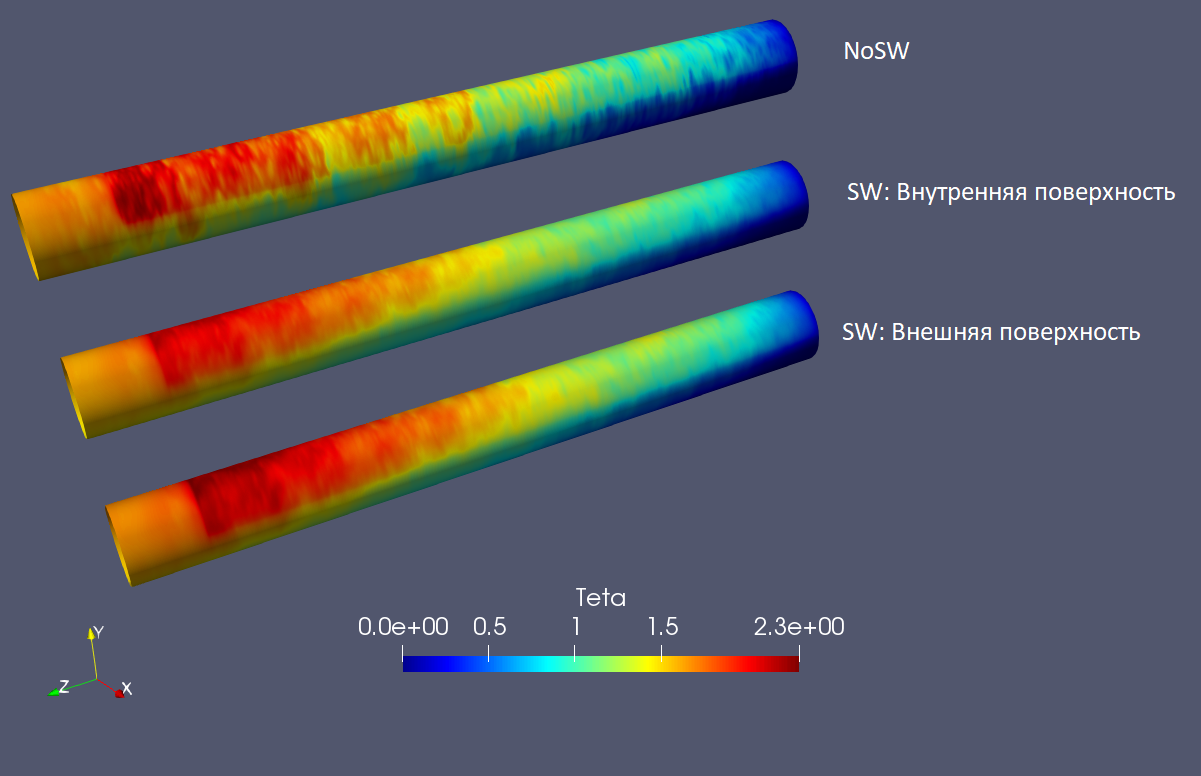 NoSW
SW: Внутренняя поверхность
SW: Внешняя поверхность
Teta
0.0e+00 0.5 1 1.5 2.3e+00
Y
Z
X